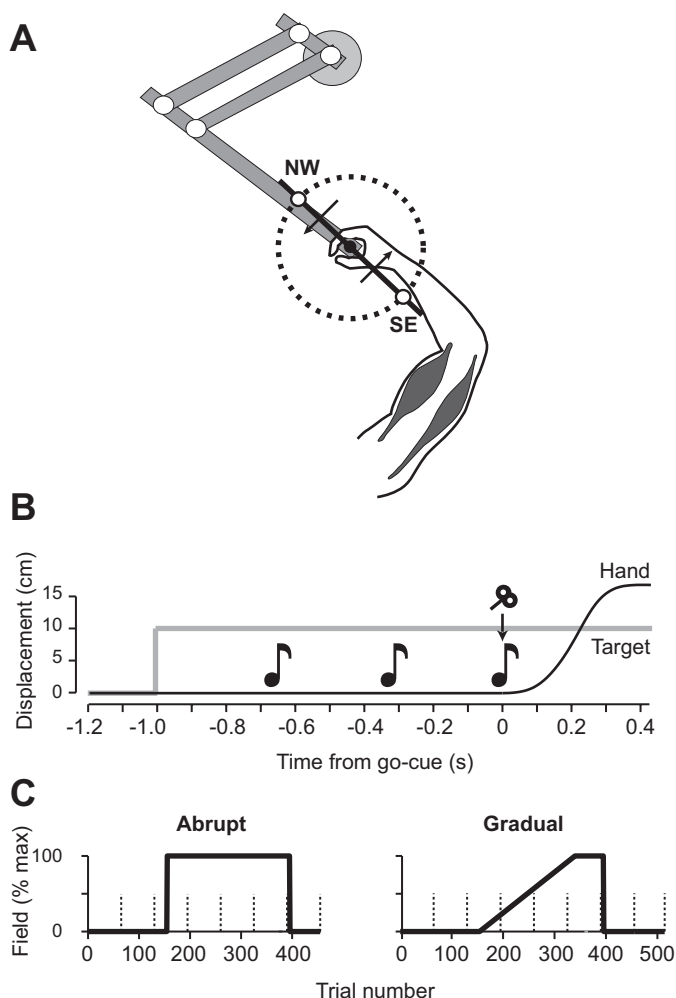 A
NW
SE
B
Displacement (cm)
15
10
5
0
Hand
Target
-1.2 -1.0 -0.8 -0.6 -0.4 -0.2 0 0.2 0.4
Time from go-cue (s)
C
Abrupt Gradual
Field (% max)
100
0
0 100 200 300 400 0 100 200 300 400 500
Trial number